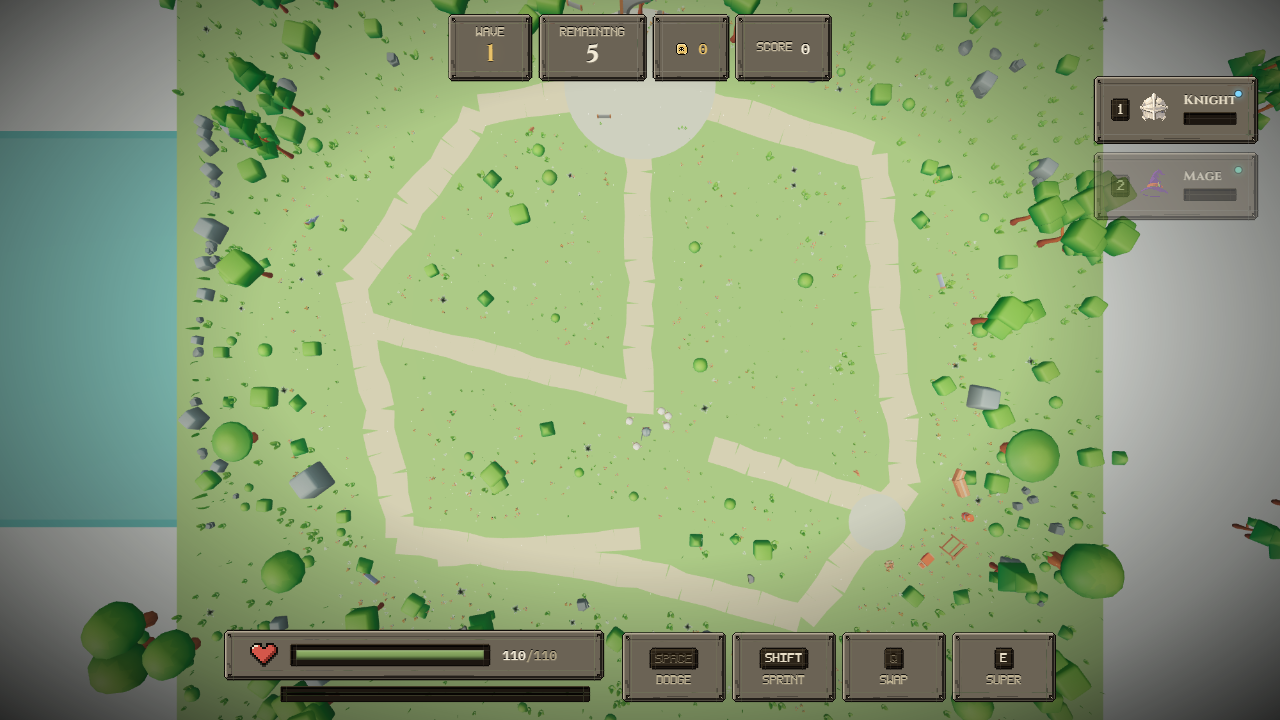 WAVE
1
REMAINING
5
0
SCORE 0
1
KNIGHT
2
MAGE
110/110
SPACE
DODGE
SHIFT
SPRINT
Q
SWAP
E
SUPER